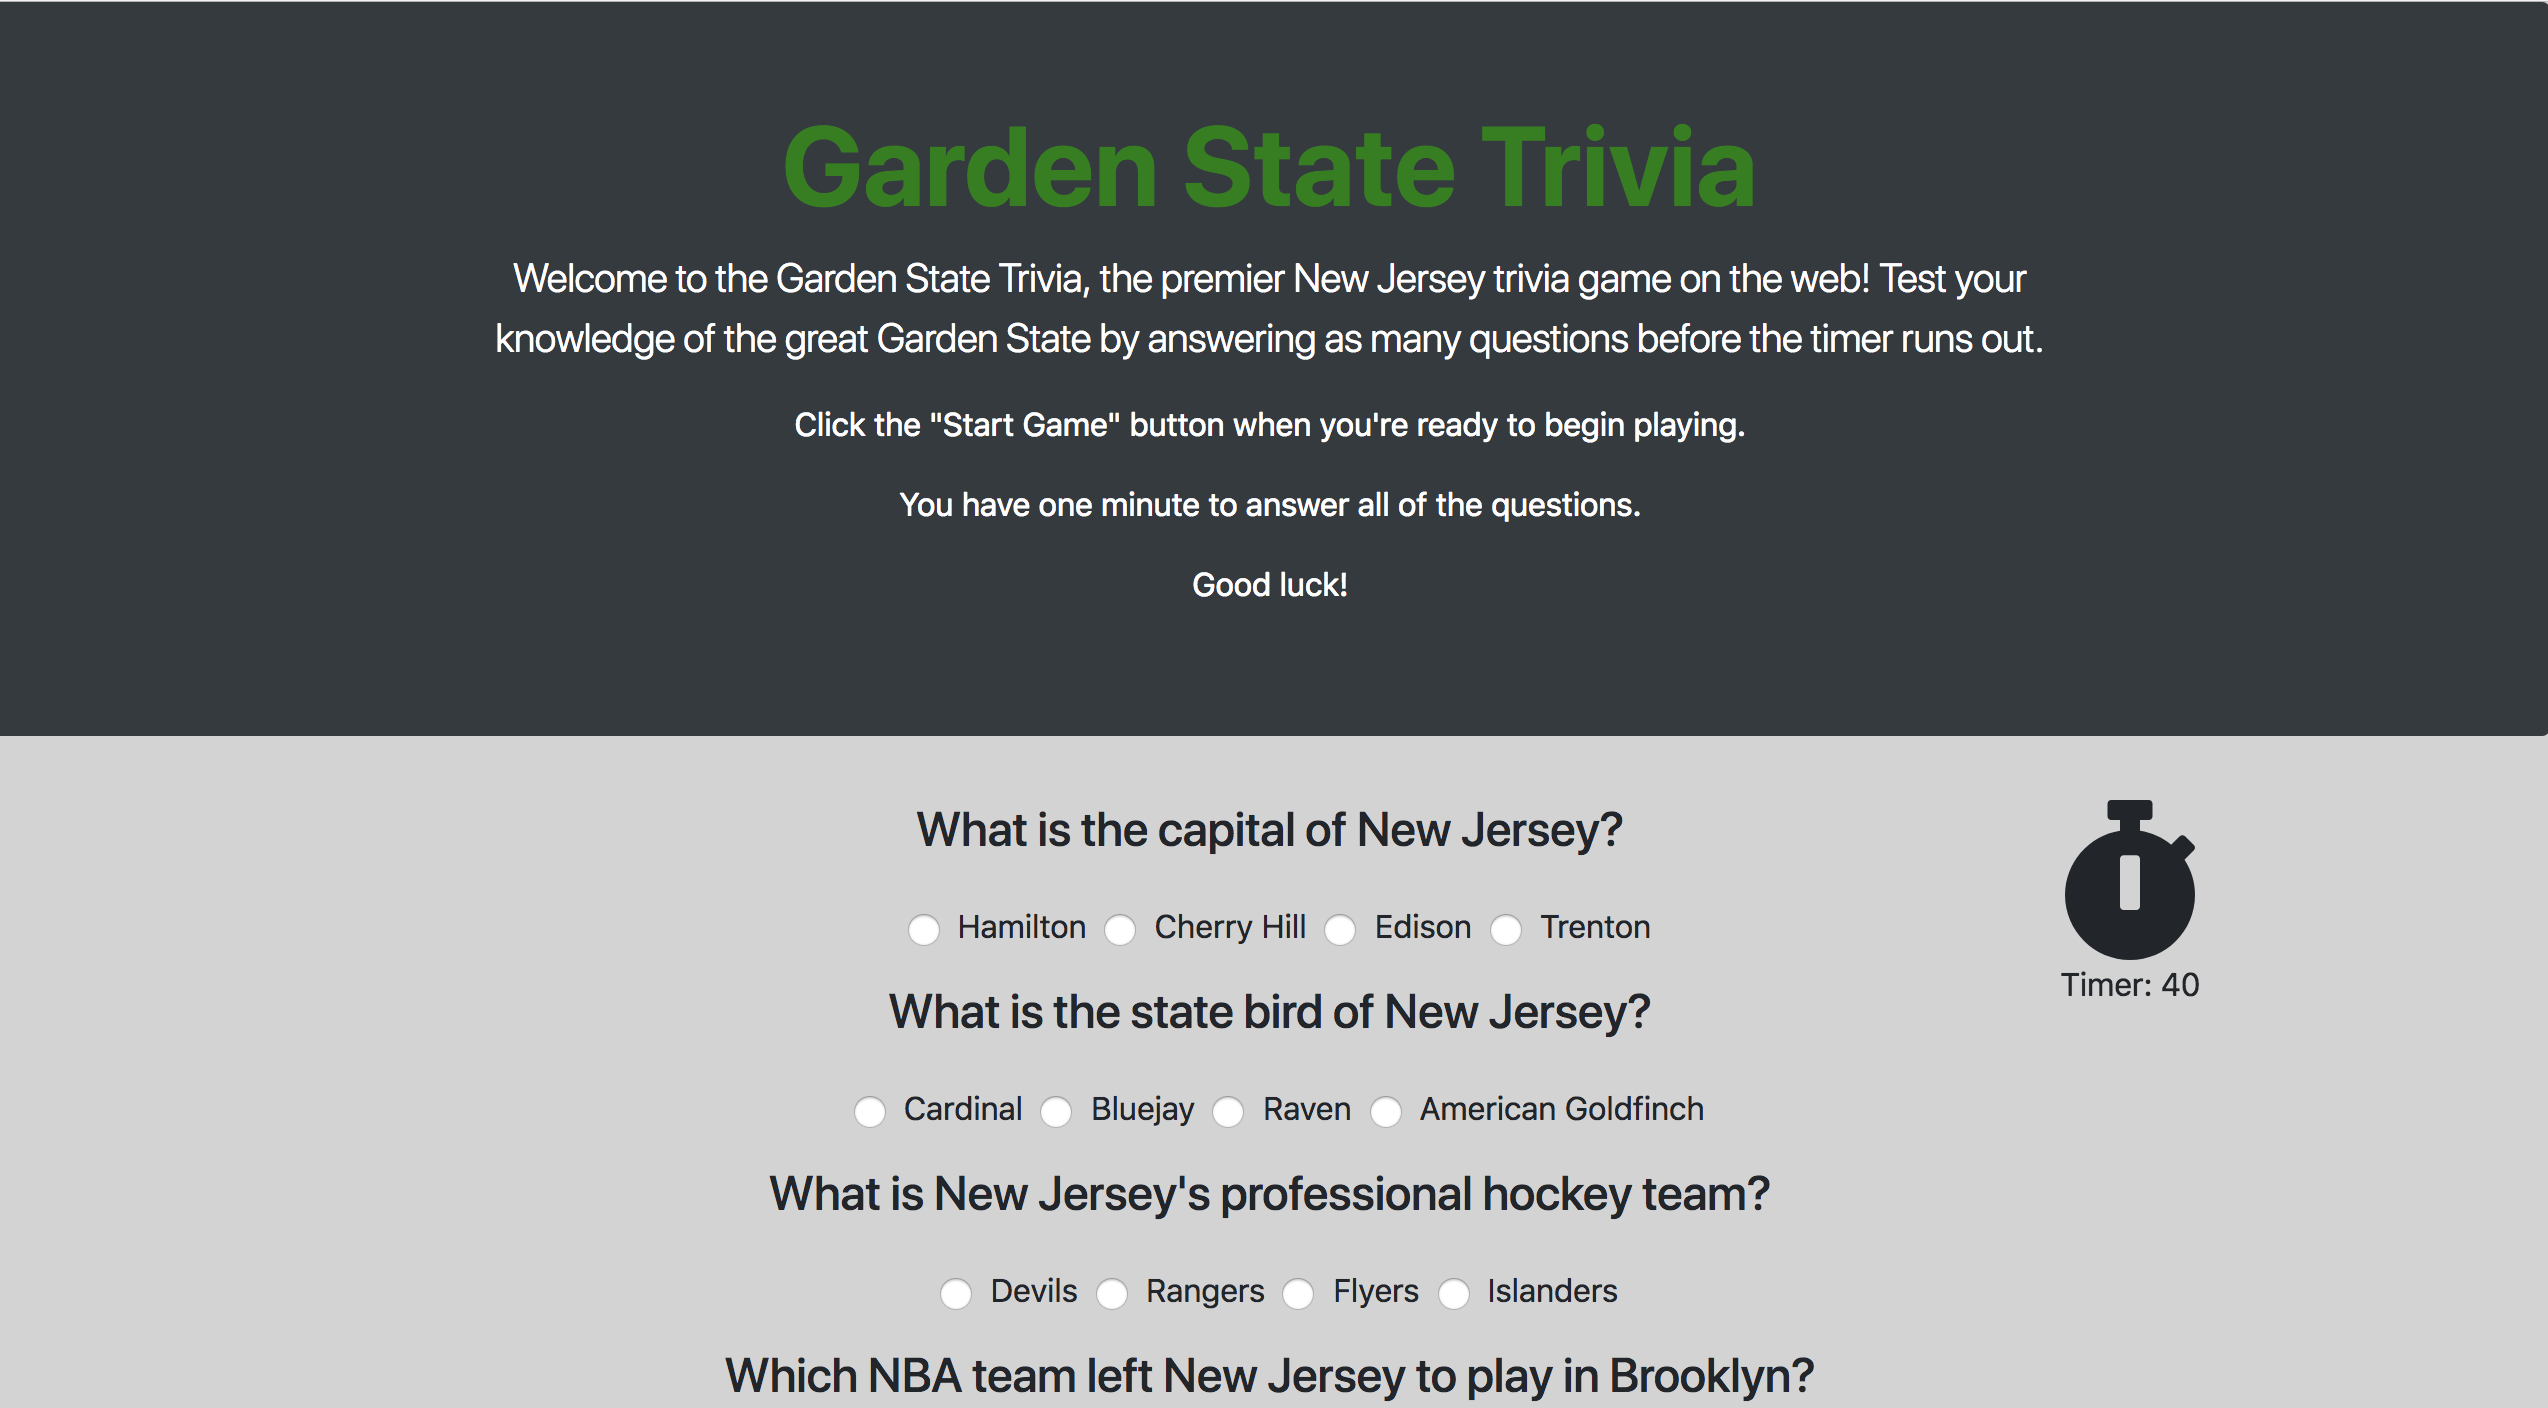 Garden State Trivia
Welcome to the Garden State Trivia, the premier New Jersey trivia game on the web! Test your
knowledge of the great Garden State by answering as many questions before the timer runs out.
Click the "Start Game" button when you're ready to begin playing.
You have one minute to answer all of the questions.
Good luck!
What is the capital of New Jersey?
Hamilton Cherry Hill Edison Trenton
Timer: 40
What is the state bird of New Jersey?
Cardinal Bluejay Raven American Goldfinch
What is New Jersey's professional hockey team?
Devils Rangers Flyers Islanders
Which NBA team left New Jersey to play in Brooklyn?